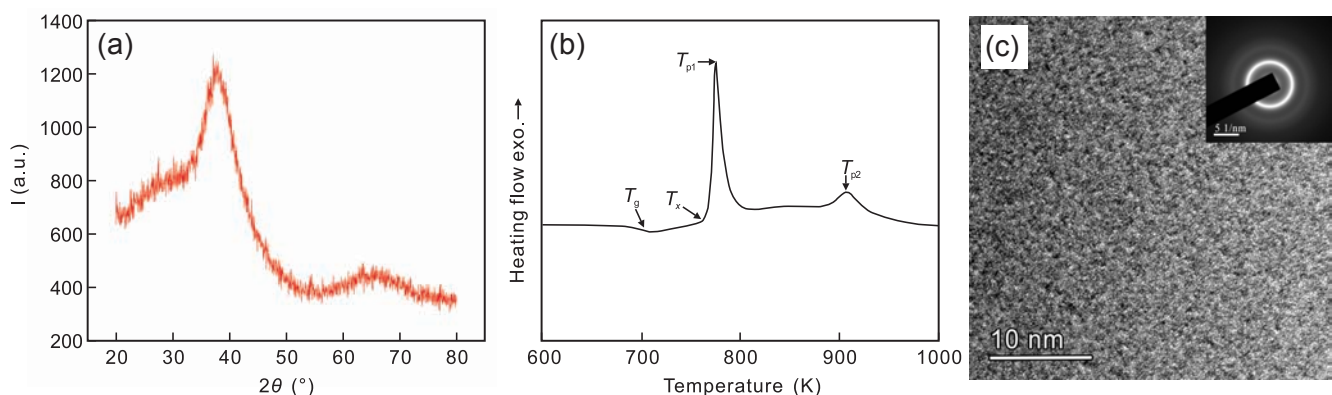 (a)
I (a.u.)
1400
1200
1000
800
600
400
200
20 30 40 50 60 70 80
2θ (°)
(b)
Heating flow exo.→
Tp1
Tg
Tx
Tp2
600 700 800 900 1000
Temperature (K)
(c)
5 1/nm
10 nm